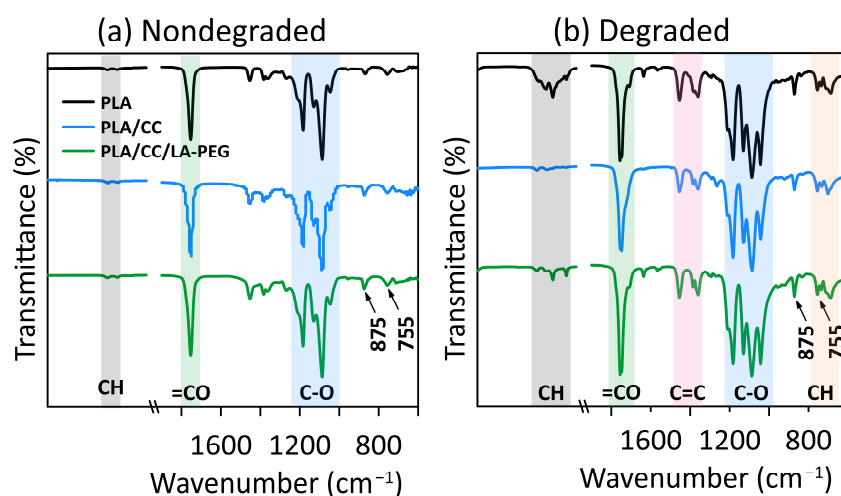 (a) Nondegraded
(b) Degraded
Transmittance (%)
PLA
PLA/CC
PLA/CC/LA-PEG
875
755
CH
=CO
C-O
1600
1200
800
Wavenumber (cm⁻¹)
Transmittance (%)
875
755
CH
=CO
C=C
C-O
CH
1600
1200
800
Wavenumber (cm⁻¹)